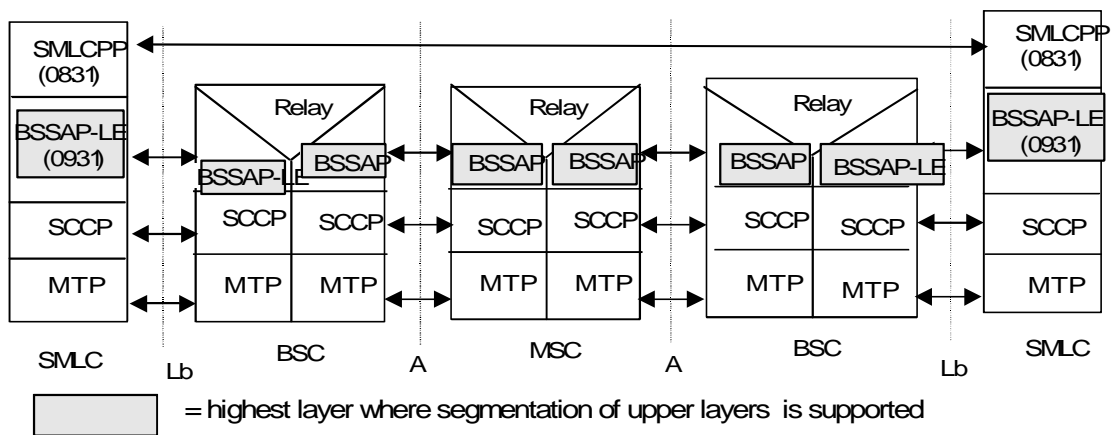 SMLCPP
(0831)
SMLCPP
(0831)
Relay
Relay
Relay
BSSAP-LE
(0931)
BSSAP-LE
(0931)
BSSAP-LE
BSSAP
BSSAP
BSSAP
BSSAP
BSSAP-LE
SCCP
SCCP
SCCP
SCCP
SCCP
SCCP
SCCP
SCCP
MTP
MTP
MTP
MTP
MTP
MTP
MTP
MTP
SMLC
Lb
BSC
A
MSC
A
BSC
Lb
SMLC
= highest layer where segmentation of upper layers is supported